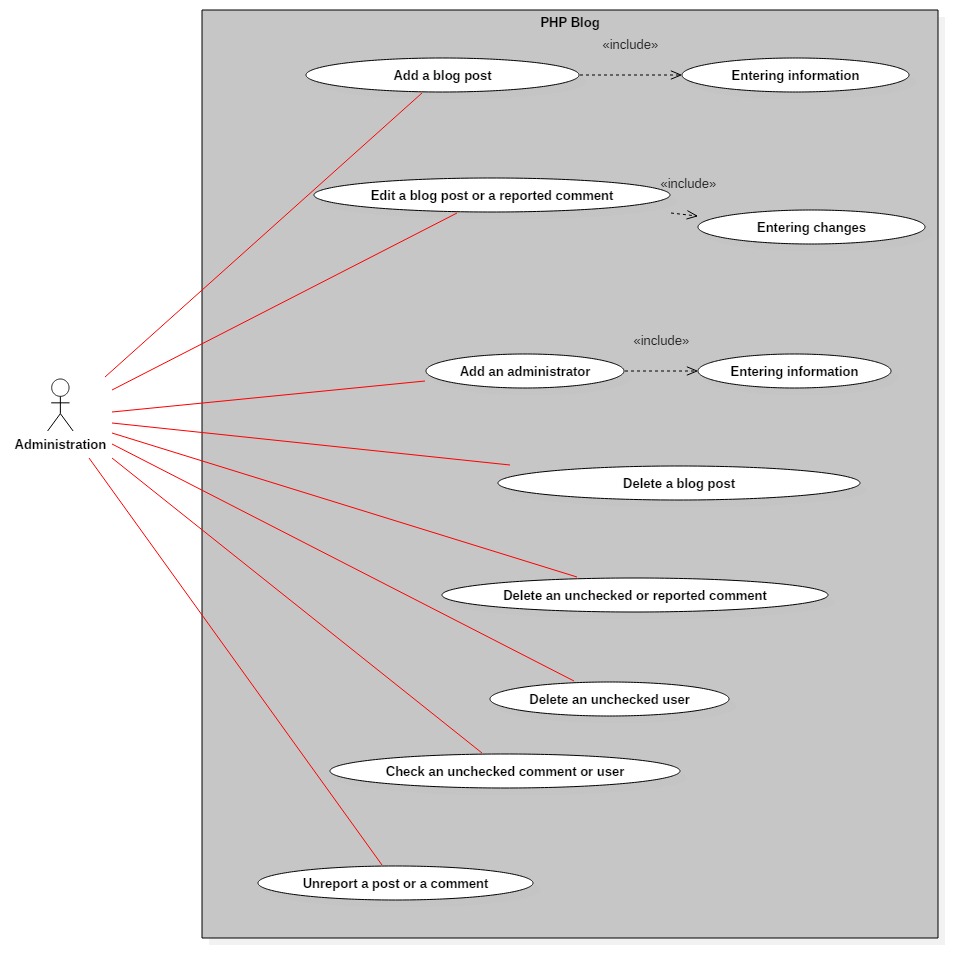 PHP Blog
«include»
Add a blog post
Entering information
«include»
Edit a blog post or a reported comment
Entering changes
«include»
Add an administrator
Entering information
Administration
Delete a blog post
Delete an unchecked or reported comment
Delete an unchecked user
Check an unchecked comment or user
Unreport a post or a comment